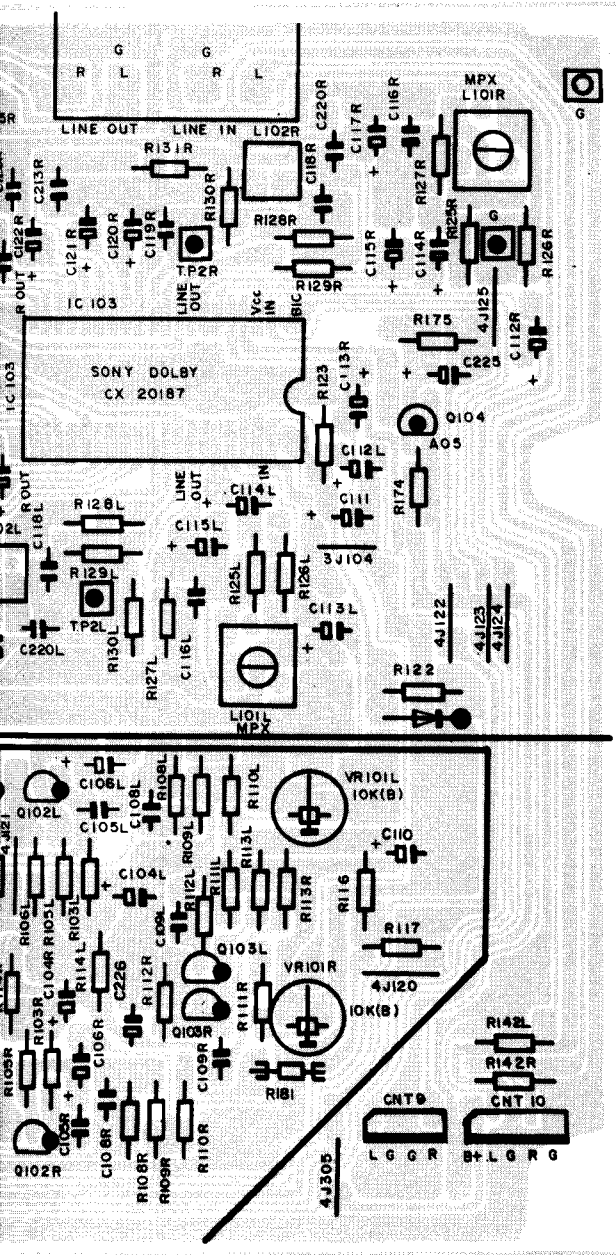 G G
R L R L
LINE OUT LINE IN L102R
C220R
C117R
C116R
MPX
L101R
G
R131R
C118R
R130R
R127R
C213R
C122R
C121R
C120R
C119R
R128R
C115R
C114R
R125R
G
R126R
T.P2R
R129R
R OUT
IC 103
LINE
OUT
Vcc
IN
BIC
R175
4J125
C112R
IC 103
SONY DOLBY
CX 20187
R123
C113R
C225
Q104
A05
C112L
R OUT
LINE
OUT
IN
C114L
C111
R174
C118L
R128L
C115L
3J104
R129L
R125L
R126L
T.P2L
C220L
R130L
R127L
C116L
C113L
4J122
4J123
4J124
R122
L101L
MPX
C106L
R108L
R110L
VR101L
10K(B)
Q102L
C105L
C108L
4J121
R109L
R113L
C110
C104L
R112L
R111L
R113R
R116
R106L
R105L
R103L
C109L
Q103L
R117
C104R
R114L
C226
R112R
VR101R
4J120
R103R
Q103R
R111R
10K(B)
R142L
R105R
C106R
C109R
R142R
R181
CNT9
CNT 10
C105R
C108R
R108R
R109R
R110R
Q102R
L G G R
B+ L G R G
4J305